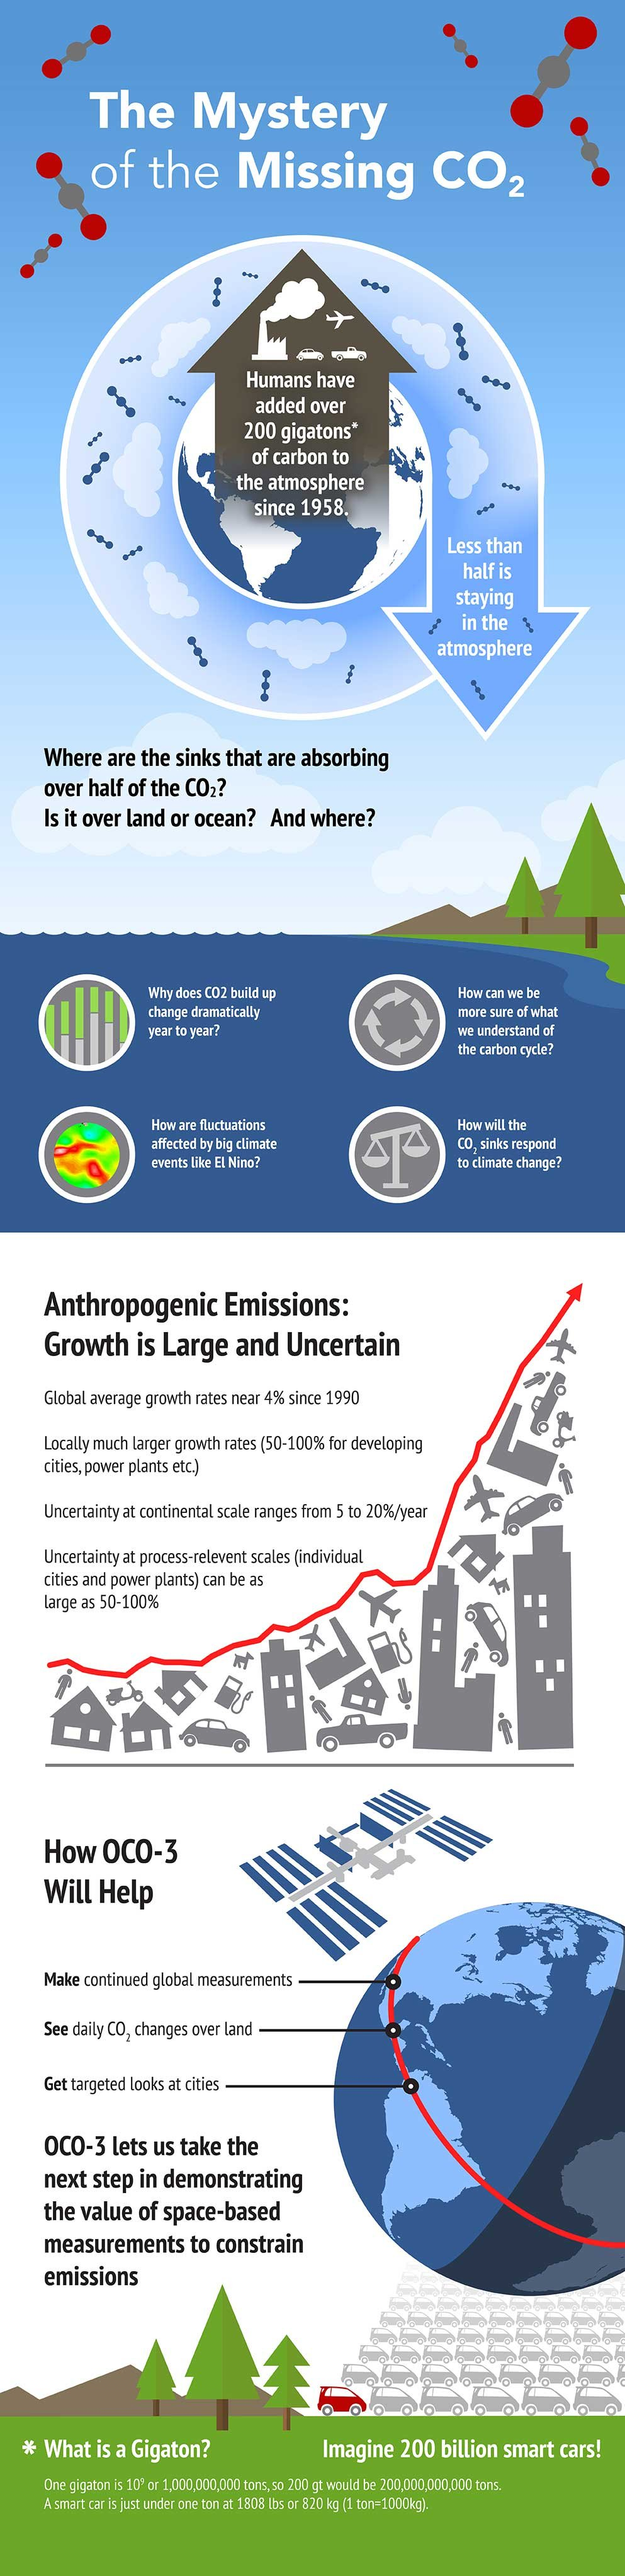 The Mystery
of the Missing CO₂
Humans have
added over
200 gigatons*
of carbon to
the atmosphere
since 1958.
Less than
half is
staying
in the
atmosphere
Where are the sinks that are absorbing
over half of the CO₂?
Is it over land or ocean? And where?
Why does CO2 build up
change dramatically
year to year?
How can we be
more sure of what
we understand of
the carbon cycle?
How are fluctuations
affected by big climate
events like El Nino?
How will the
CO₂ sinks respond
to climate change?
Anthropogenic Emissions:
Growth is Large and Uncertain
Global average growth rates near 4% since 1990
Locally much larger growth rates (50-100% for developing
cities, power plants etc.)
Uncertainty at continental scale ranges from 5 to 20%/year
Uncertainty at process-relevent scales (individual
cities and power plants) can be as
large as 50-100%
How OCO-3
Will Help
Make continued global measurements
See daily CO₂ changes over land
Get targeted looks at cities
OCO-3 lets us take the
next step in demonstrating
the value of space-based
measurements to constrain
emissions
* What is a Gigaton?
Imagine 200 billion smart cars!
One gigaton is 10⁹ or 1,000,000,000 tons, so 200 gt would be 200,000,000,000 tons.
A smart car is just under one ton at 1808 lbs or 820 kg (1 ton=1000kg).